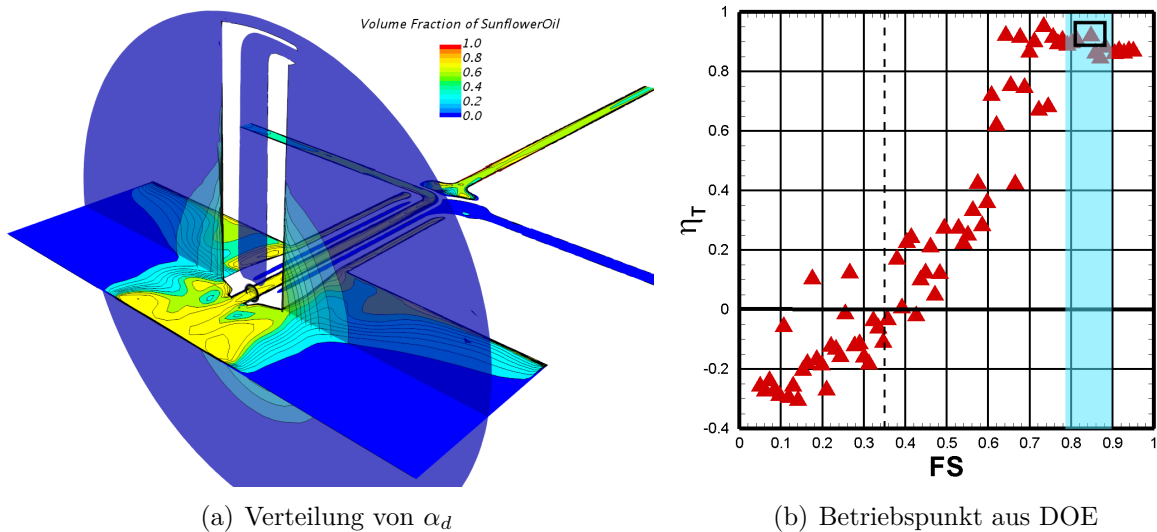 Volume Fraction of SunflowerOil
1.0
0.8
0.6
0.4
0.2
0.0
1
0.8
0.6
0.4
0.2
0
-0.2
-0.4
η_T
0 0.1 0.2 0.3 0.4 0.5 0.6 0.7 0.8 0.9 1
FS
(a) Verteilung von α_d
(b) Betriebspunkt aus DOE